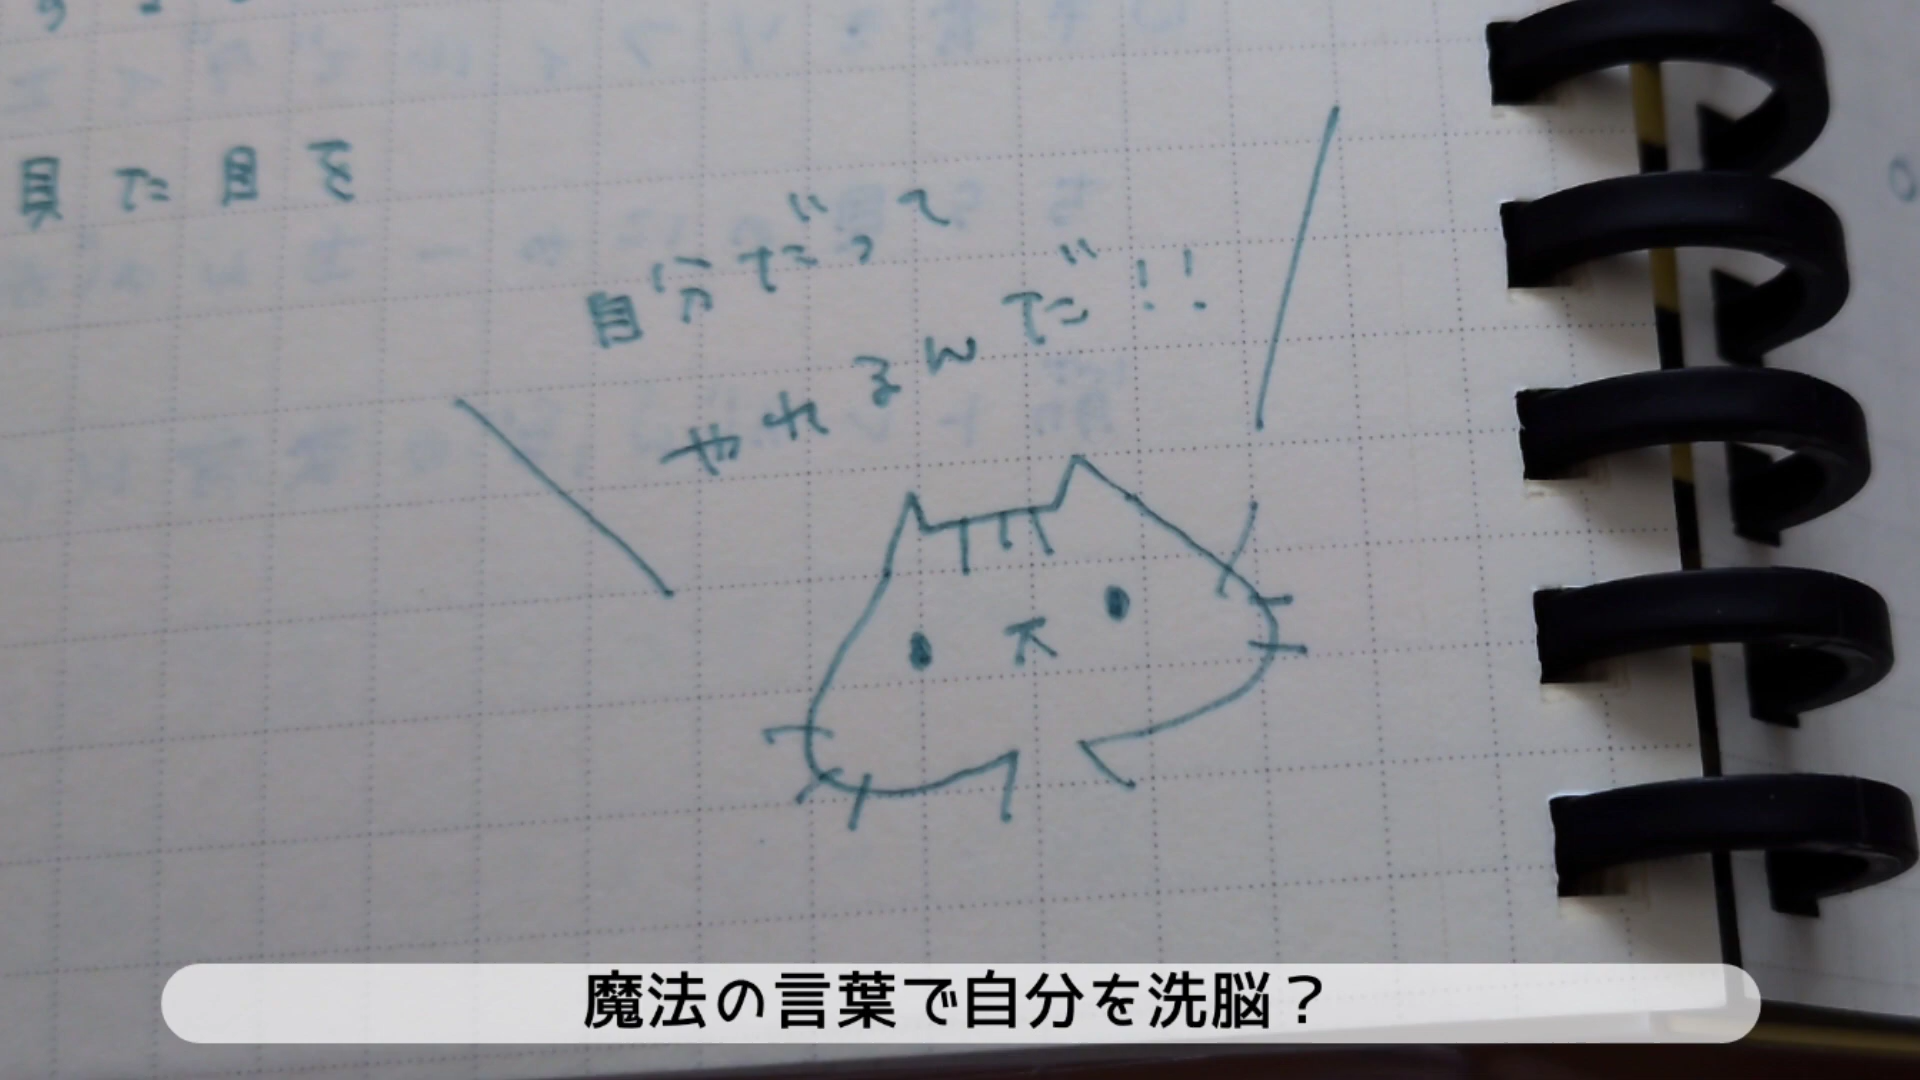 見た目を
自分だって
やれるんだ!!
魔法の言葉で自分を洗脳?